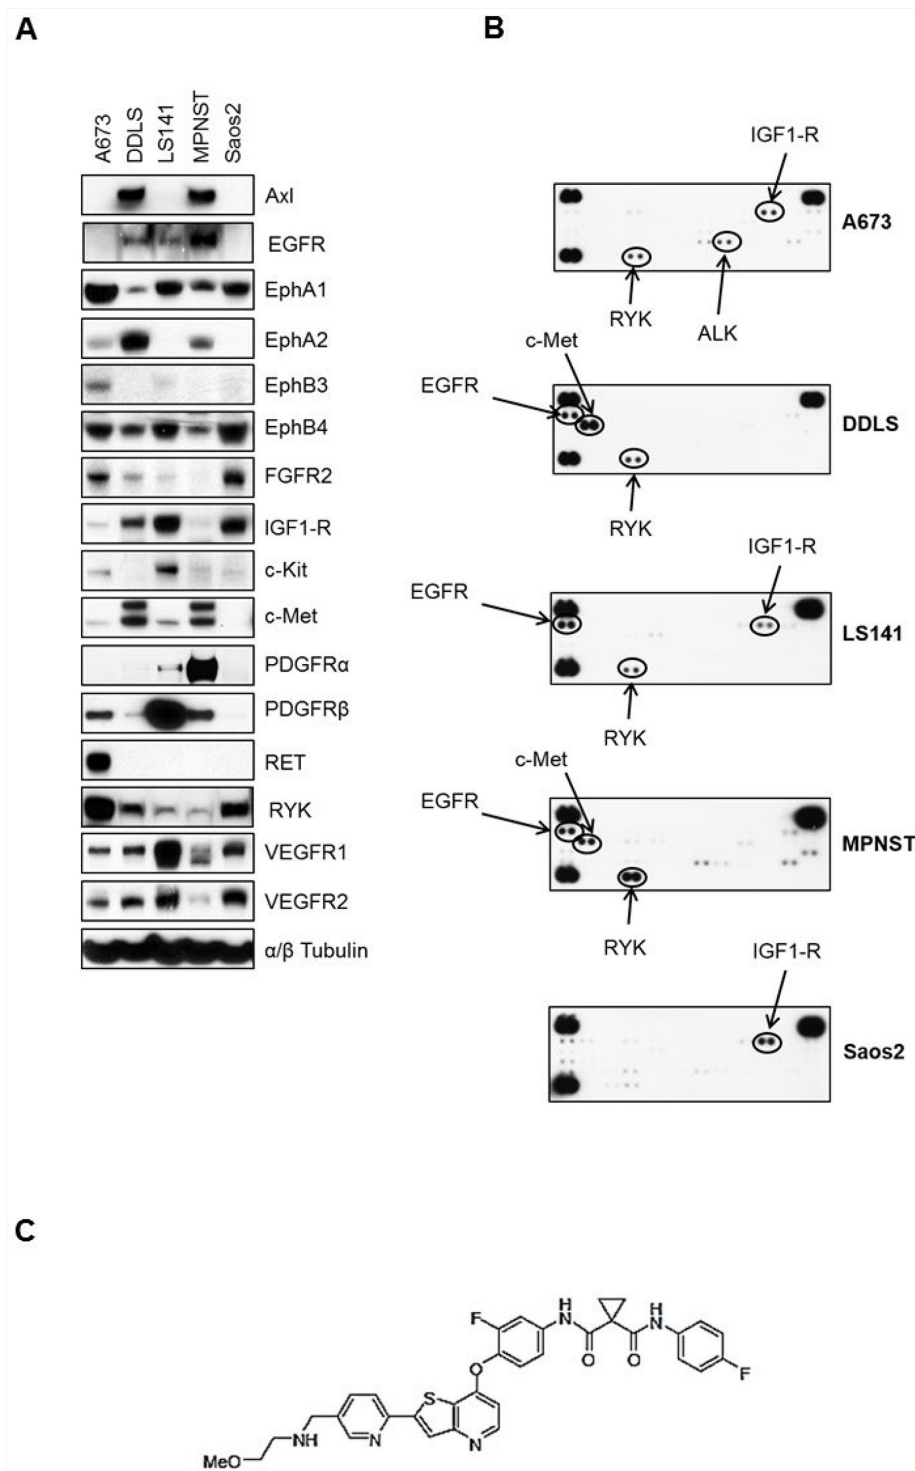 A
A673
DDLS
LS141
MPNST
Saos2
Axl
EGFR
EphA1
EphA2
EphB3
EphB4
FGFR2
IGF1-R
c-Kit
c-Met
PDGFRα
PDGFRβ
RET
RYK
VEGFR1
VEGFR2
α/β Tubulin
B
IGF1-R
A673
RYK
ALK
c-Met
EGFR
DDLS
RYK
IGF1-R
EGFR
LS141
RYK
c-Met
EGFR
MPNST
RYK
IGF1-R
Saos2
C
F
H
N
H
N
O
O
F
O
S
N
N
NH
MeO